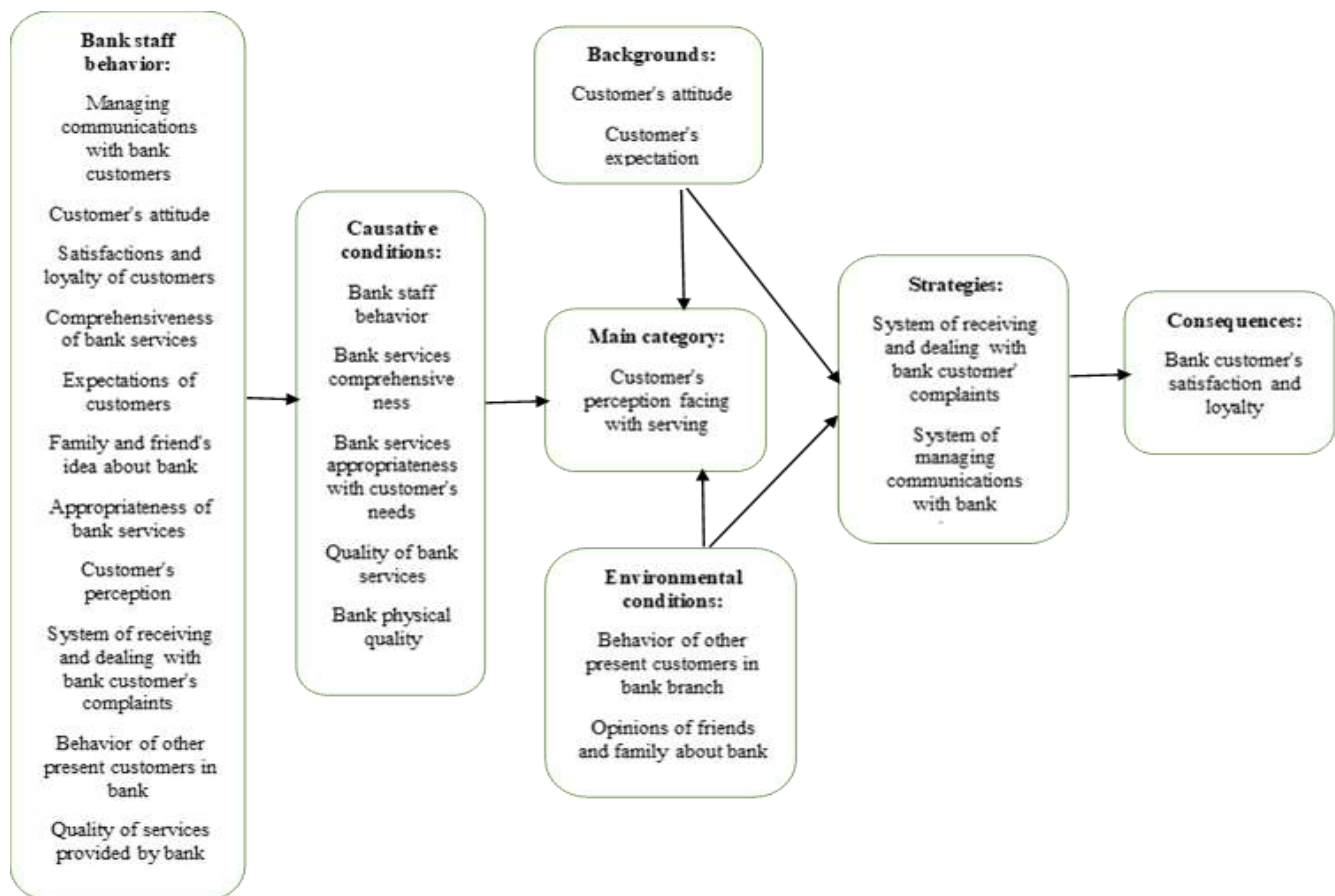 Bank staff
behavior:
Managing
communications
with bank
customers
Customer's attitude
Satisfactions and
loyalty of customers
Comprehensiveness
of bank services
Expectations of
customers
Family and friend's
idea about bank
Appropriateness of
bank services
Customer's
perception
System of receiving
and dealing with
bank customer's
complaints
Behavior of other
present customers in
bank
Quality of services
provided by bank
Causative
conditions:
Bank staff
behavior
Bank services
comprehensive
ness
Bank services
appropriateness
with customer's
needs
Quality of bank
services
Bank physical
quality
Backgrounds:
Customer's attitude
Customer's
expectation
Main category:
Customer's
perception facing
with serving
Environmental
conditions:
Behavior of other
present customers in
bank branch
Opinions of friends
and family about bank
Strategies:
System of receiving
and dealing with
bank customer'
complaints
System of
managing
communications
with bank
Consequences:
Bank customer's
satisfaction and
loyalty